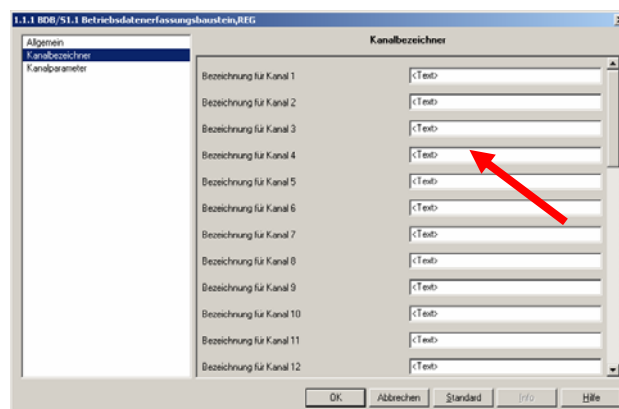 1.1.1 BDB/S1.1 Betriebsdatenerfassungsbaustein,REG
Allgemein
Kanalbezeichner
Kanalparameter
Kanalbezeichner
Bezeichnung für Kanal 1 <Text>
Bezeichnung für Kanal 2 <Text>
Bezeichnung für Kanal 3 <Text>
Bezeichnung für Kanal 4 <Text>
Bezeichnung für Kanal 5 <Text>
Bezeichnung für Kanal 6 <Text>
Bezeichnung für Kanal 7 <Text>
Bezeichnung für Kanal 8 <Text>
Bezeichnung für Kanal 9 <Text>
Bezeichnung für Kanal 10 <Text>
Bezeichnung für Kanal 11 <Text>
Bezeichnung für Kanal 12 <Text>
OK Abbrechen Standard Info Hilfe